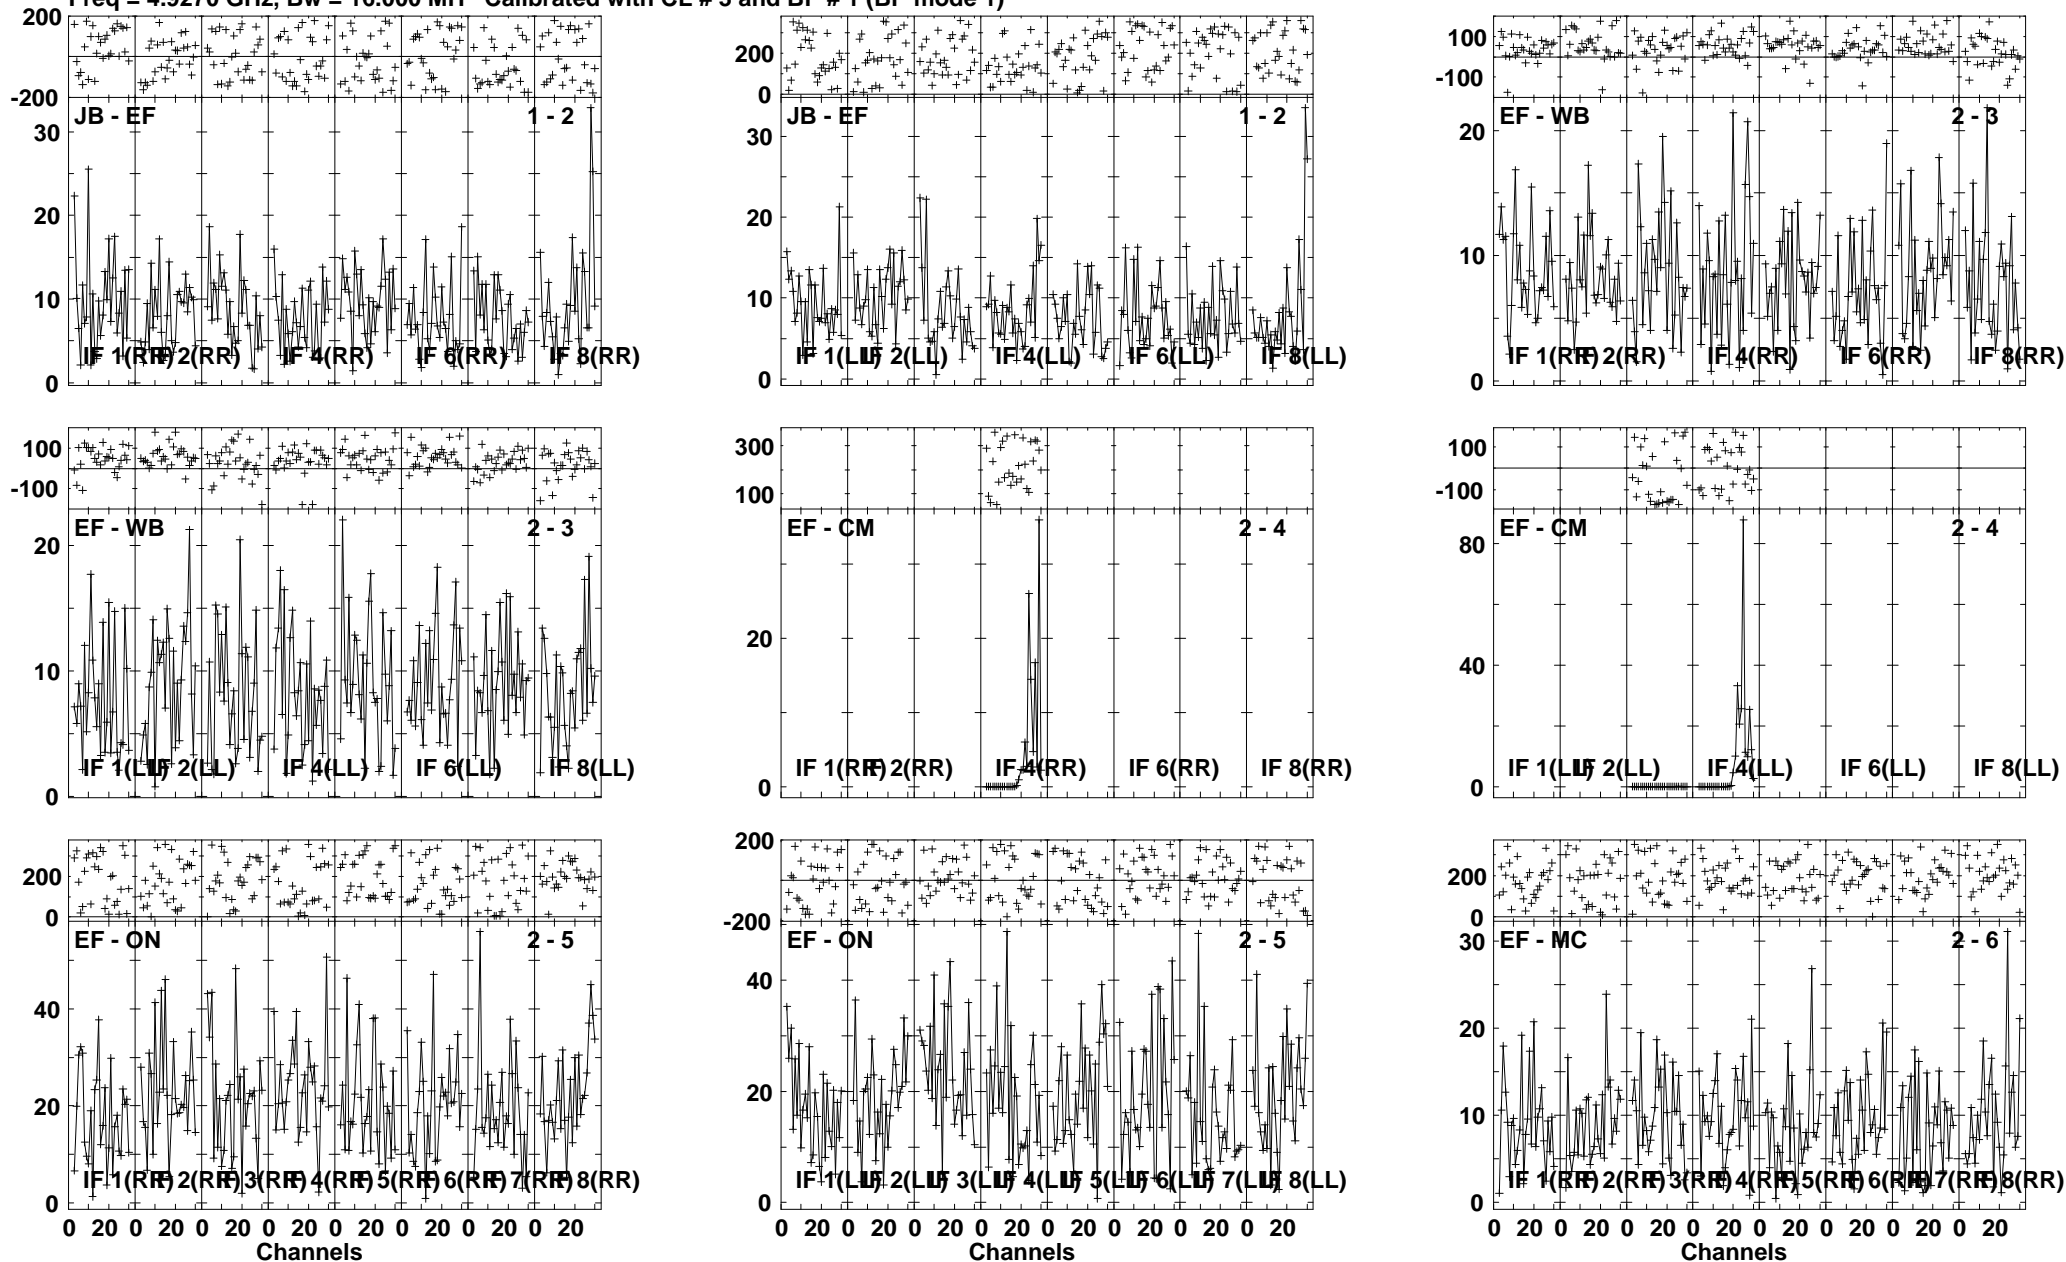 Freq = 4.9276 GHz, Bw = 16.000 MH Calibrated with CL # 3 and BP # 1 (BP mode 1)
200
-200
JB - EF 1 - 2
30
20
10
0
IF 1(RR) IF 2(RR) IF 4(RR) IF 6(RR) IF 8(RR)
200
0
JB - EF 1 - 2
30
20
10
0
IF 1(LL) IF 2(LL) IF 4(LL) IF 6(LL) IF 8(LL)
100
-100
EF - WB 2 - 3
20
10
0
IF 1(RR) IF 2(RR) IF 4(RR) IF 6(RR) IF 8(RR)
100
-100
EF - WB 2 - 3
20
10
0
IF 1(LL) IF 2(LL) IF 4(LL) IF 6(LL) IF 8(LL)
300
100
EF - CM 2 - 4
20
0
IF 1(RR) IF 2(RR) IF 4(RR) IF 6(RR) IF 8(RR)
100
-100
EF - CM 2 - 4
80
40
0
IF 1(LL) IF 2(LL) IF 4(LL) IF 6(LL) IF 8(LL)
200
0
EF - ON 2 - 5
40
20
0
IF 1(RR) IF 2(RR) IF 3(RR) IF 4(RR) IF 5(RR) IF 6(RR) IF 7(RR) IF 8(RR)
0 20 0 20 0 20 0 20 0 20 0 20 0 20 0 20
Channels
200
-200
EF - ON 2 - 5
40
20
0
IF 1(LL) IF 2(LL) IF 3(LL) IF 4(LL) IF 5(LL) IF 6(LL) IF 7(LL) IF 8(LL)
0 20 0 20 0 20 0 20 0 20 0 20 0 20 0 20
200
0
EF - MC 2 - 6
30
20
10
0
IF 1(RR) IF 2(RR) IF 3(RR) IF 4(RR) IF 5(RR) IF 6(RR) IF 7(RR) IF 8(RR)
0 20 0 20 0 20 0 20 0 20 0 20 0 20 0 20
Channels